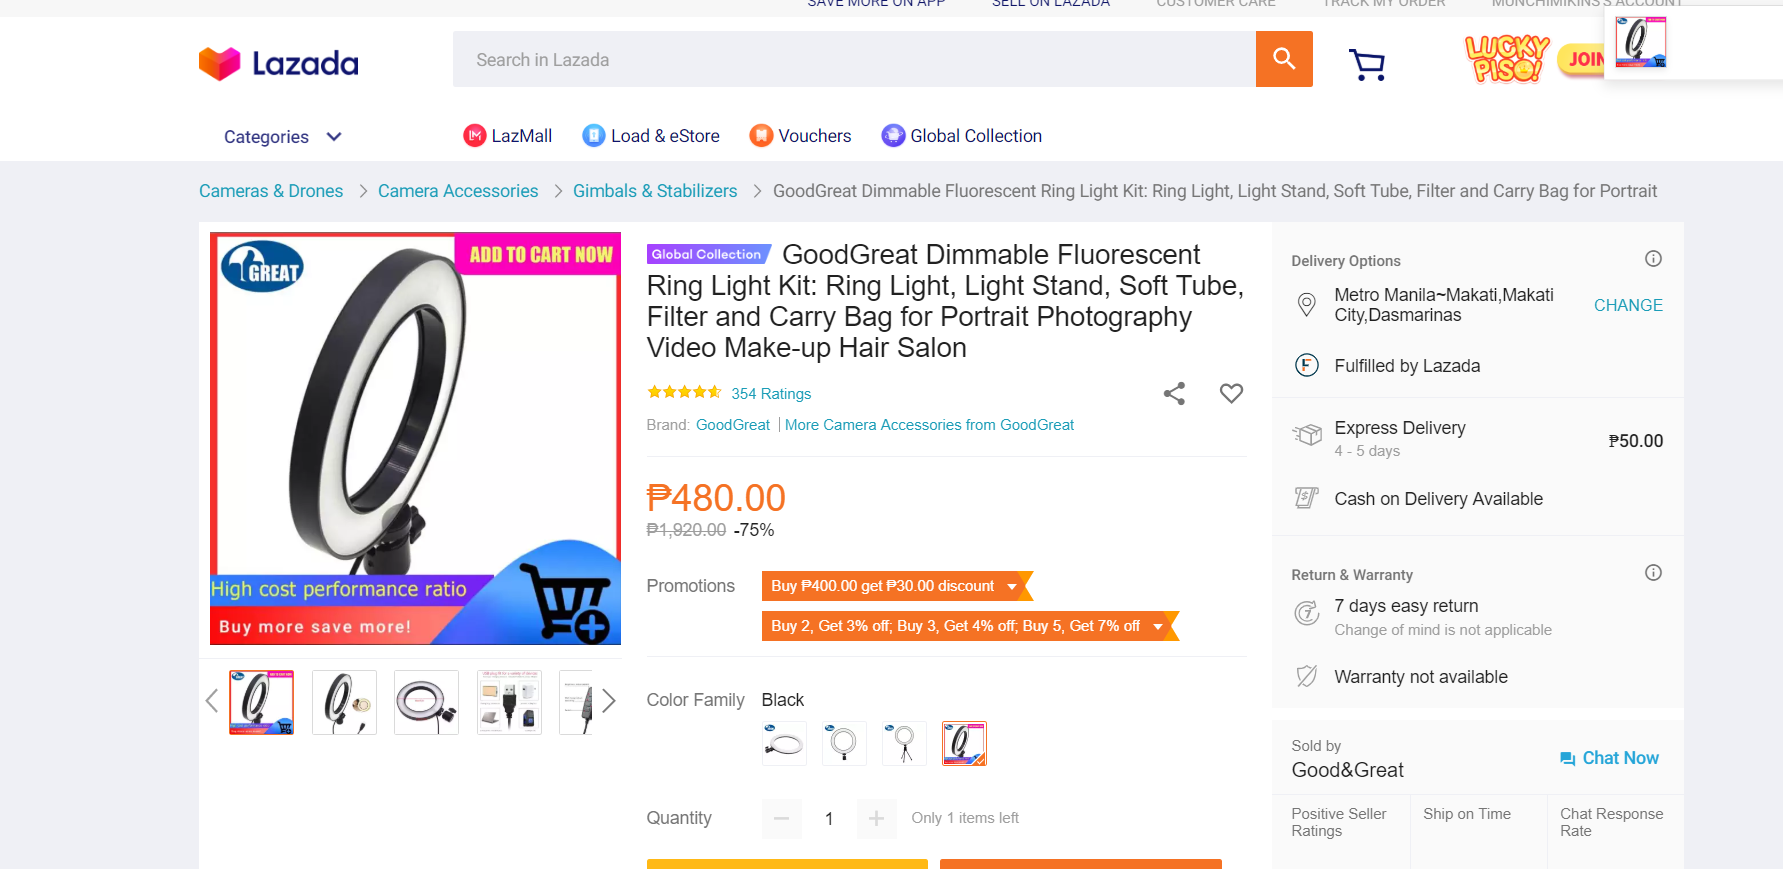 SAVE MORE ON APP
SELL ON LAZADA
CUSTOMER CARE
TRACK MY ORDER
MUNCHIMIKINS'S ACCOUNT
Lazada
Search in Lazada
LUCKY PISO!
JOIN
Categories
LM LazMall
Load & eStore
Vouchers
Global Collection
Cameras & Drones > Camera Accessories > Gimbals & Stabilizers > GoodGreat Dimmable Fluorescent Ring Light Kit: Ring Light, Light Stand, Soft Tube, Filter and Carry Bag for Portrait
GREAT
ADD TO CART NOW
High cost performance ratio
Buy more save more!
Global Collection GoodGreat Dimmable Fluorescent
Ring Light Kit: Ring Light, Light Stand, Soft Tube,
Filter and Carry Bag for Portrait Photography
Video Make-up Hair Salon
354 Ratings
Brand: GoodGreat | More Camera Accessories from GoodGreat
₱480.00
₱1,920.00 -75%
Promotions
Buy ₱400.00 get ₱30.00 discount
Buy 2, Get 3% off; Buy 3, Get 4% off; Buy 5, Get 7% off
Color Family Black
Quantity
1
Only 1 items left
Delivery Options
Metro Manila~Makati,Makati
City,Dasmarinas
CHANGE
Fulfilled by Lazada
Express Delivery
4 - 5 days
₱50.00
Cash on Delivery Available
Return & Warranty
7 days easy return
Change of mind is not applicable
Warranty not available
Sold by
Good&Great
Chat Now
Positive Seller
Ratings
Ship on Time
Chat Response
Rate